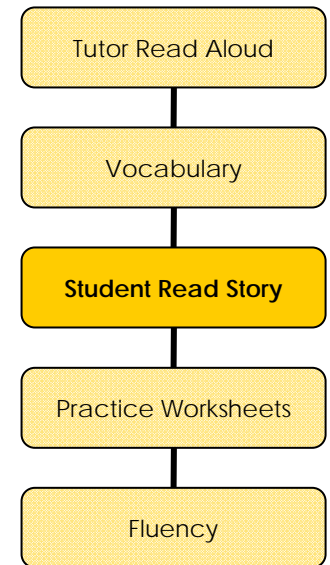 Tutor Read Aloud
Vocabulary
Student Read Story
Practice Worksheets
Fluency